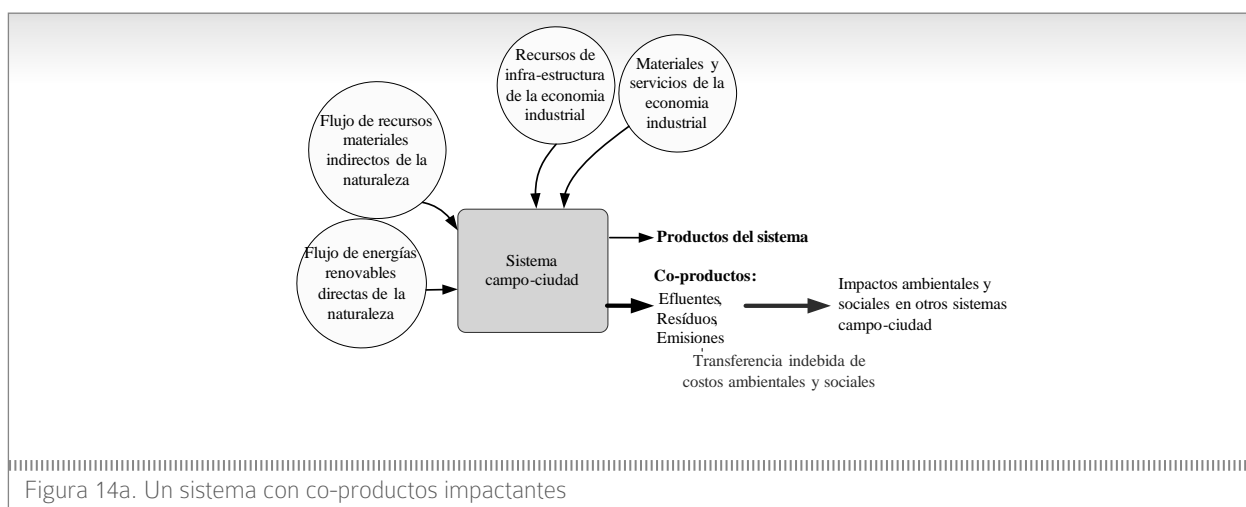 Recursos de
infra-estructura
de la economia
industrial
Materiales y
servicios de la
economia
industrial
Flujo de recursos
materiales
indirectos de la
naturaleza
Flujo de energías
renovables
directas de la
naturaleza
Sistema
campo-ciudad
Productos del sistema
Co-productos:
Efluentes,
Resíduos,
Emisiones
Impactos ambientales y
sociales en otros sistemas
campo-ciudad
Transferencia indebida de
costos ambientales y sociales
Figura 14a. Un sistema con co-productos impactantes